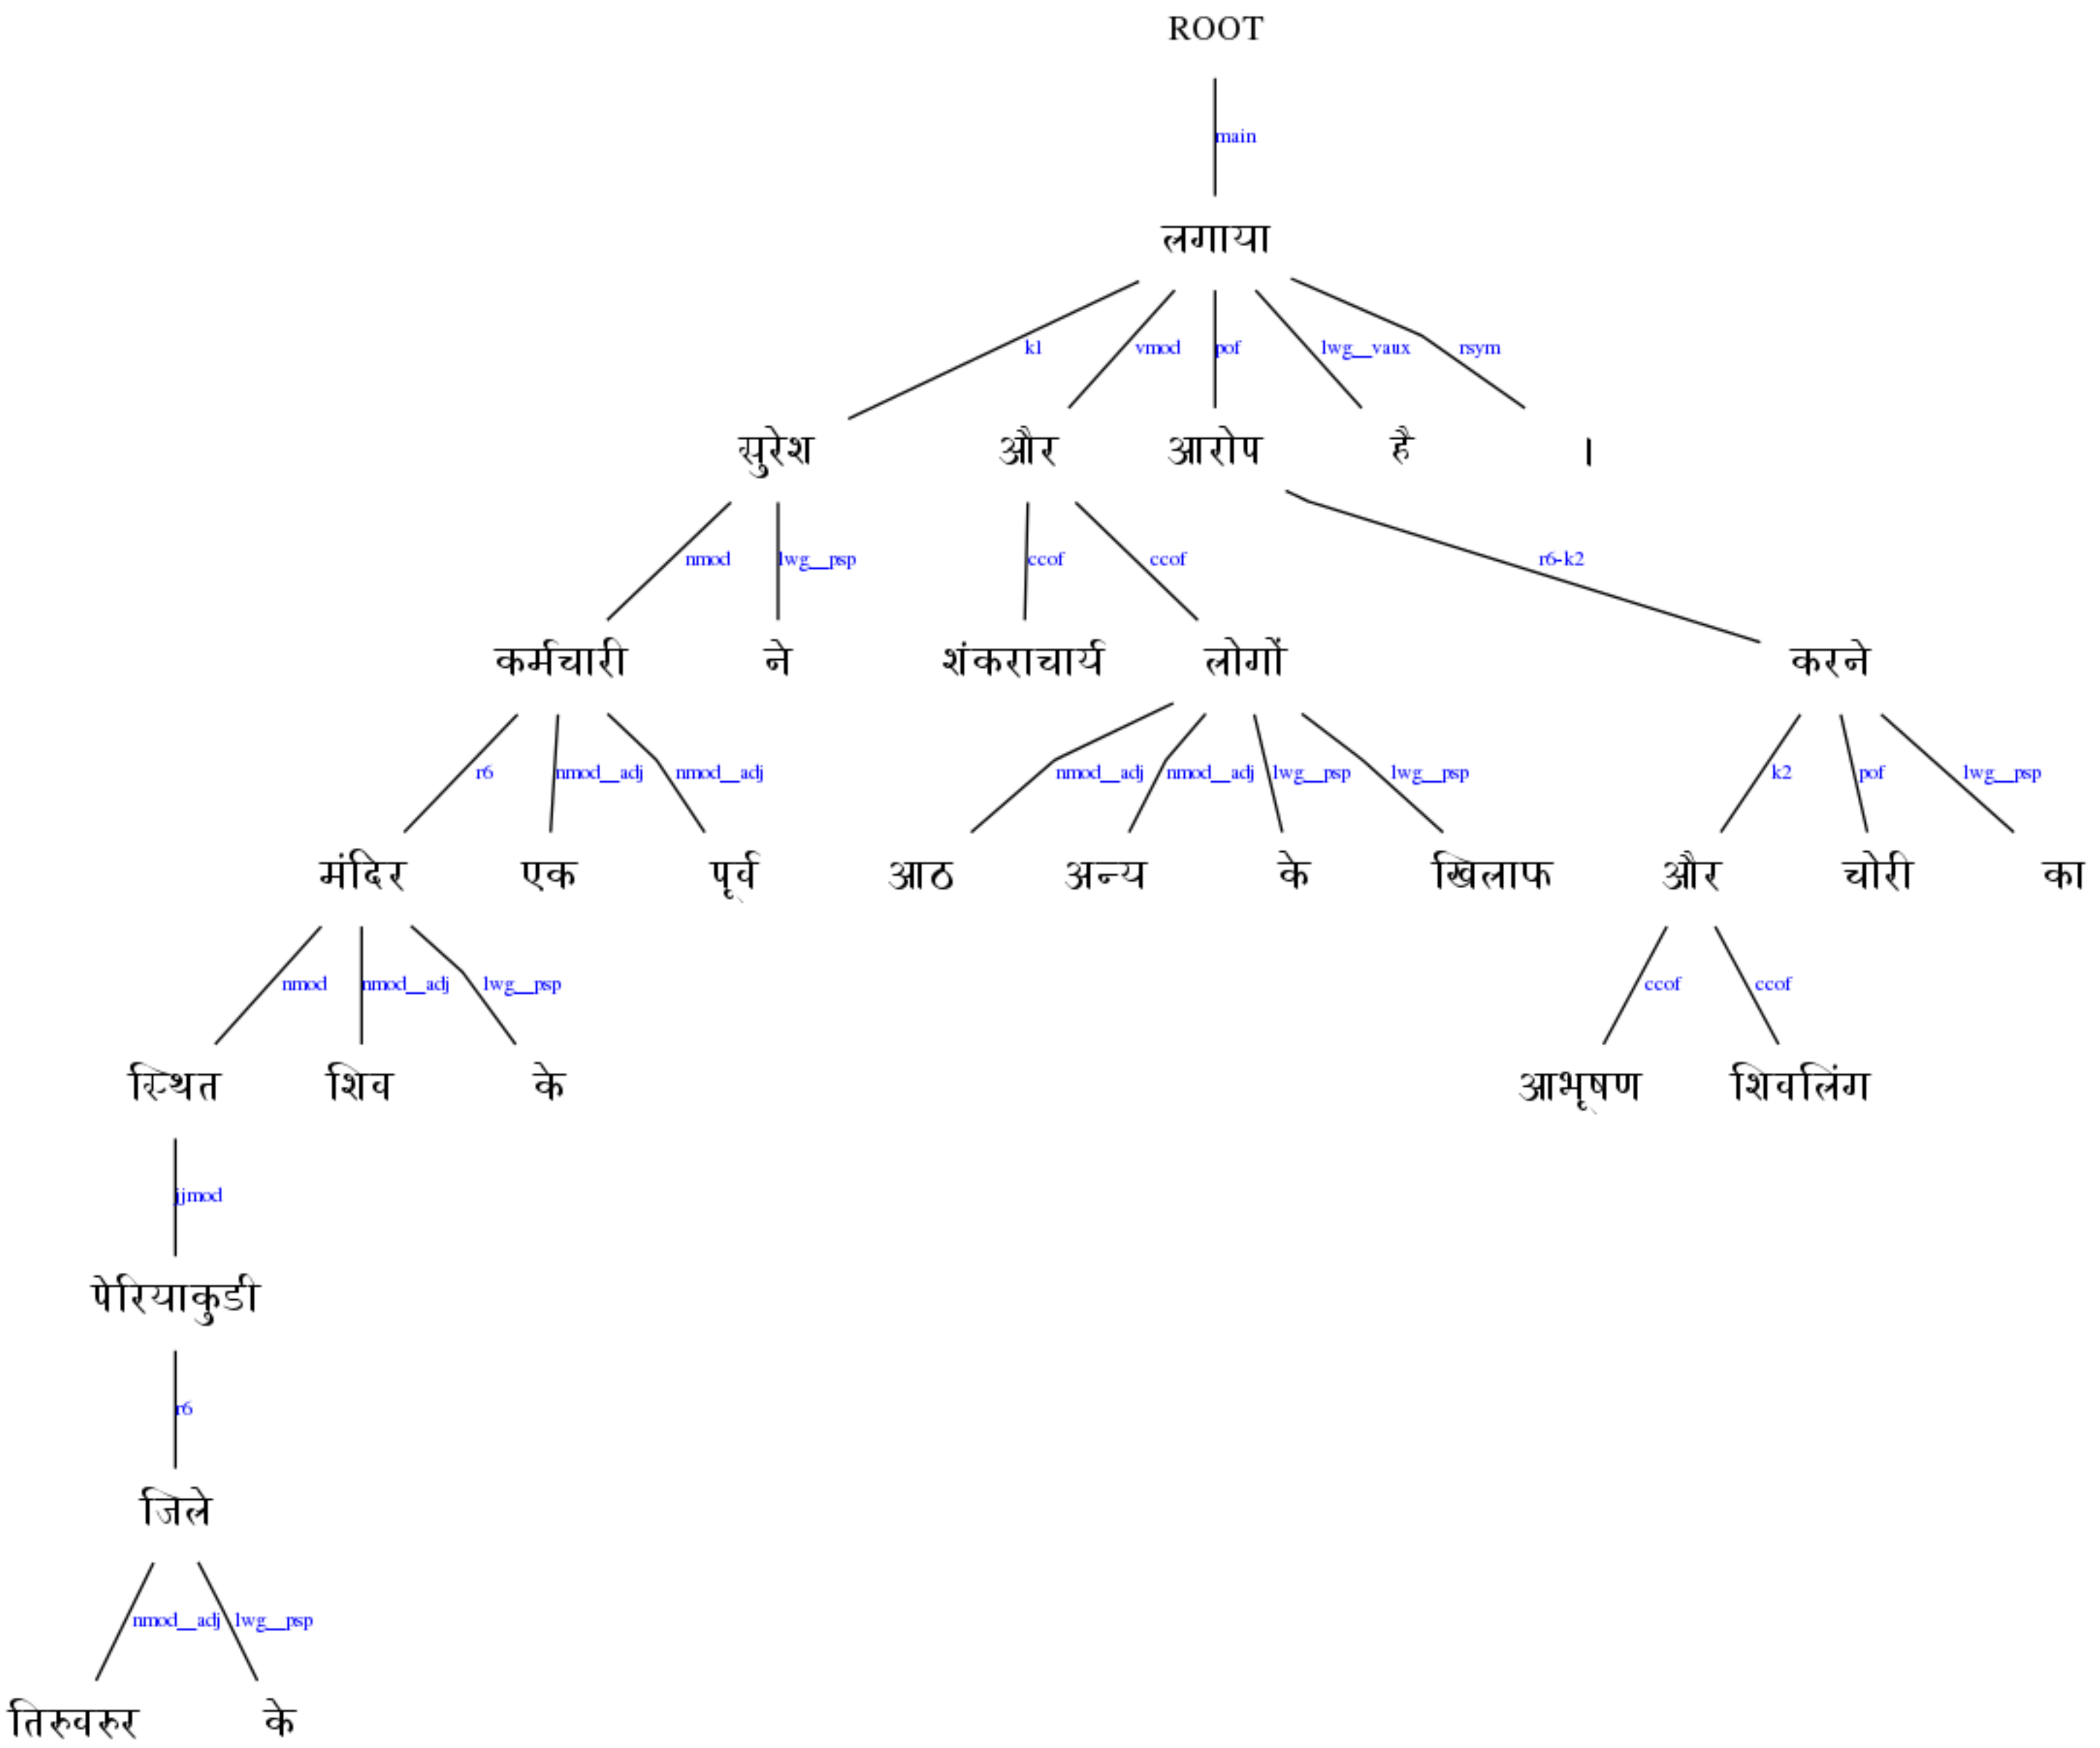 ROOT
main
लगाया
k1 vmod pof lwg__vaux rsym
सुरेश और आरोप है ।
nmod lwg__psp ccof ccof r6-k2
कर्मचारी ने शंकराचार्य लोगों करने
r6 nmod__adj nmod__adj nmod__adj nmod__adj lwg__psp lwg__psp k2 pof lwg__psp
मंदिर एक पूर्व आठ अन्य के खिलाफ और चोरी का
nmod nmod__adj lwg__psp ccof ccof
स्थित शिव के आभूषण शिवलिंग
jjmod
पेरियाकुडी
r6
जिले
nmod__adj lwg__psp
तिरुवरुर के